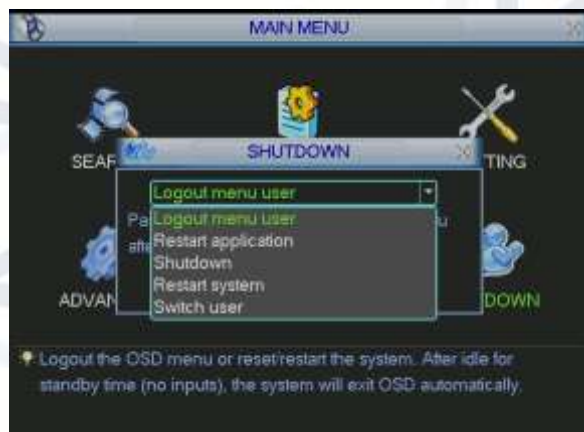 MAIN MENU
SHUTDOWN
SEAR
TING
Logout menu user
Logout menu user
Restart application
Shutdown
Restart system
Switch user
Pa
u
afte
ADVAN
DOWN
Logout the OSD menu or reset/restart the system. After idle for
standby time (no inputs), the system will exit OSD automatically.